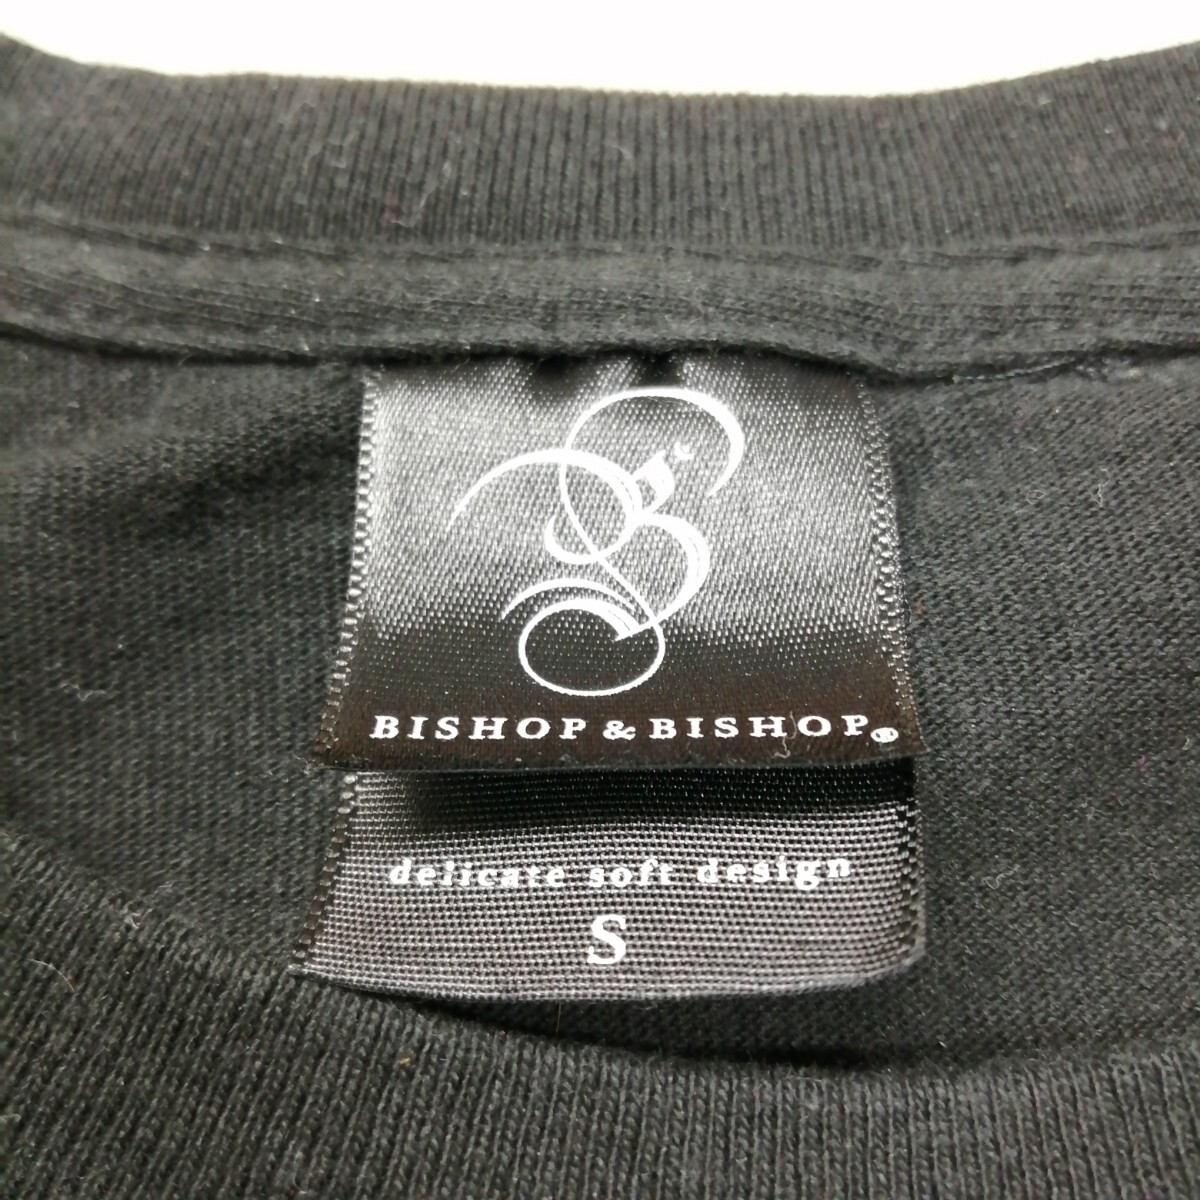 B
BISHOP & BISHOP®
delicate soft design
S